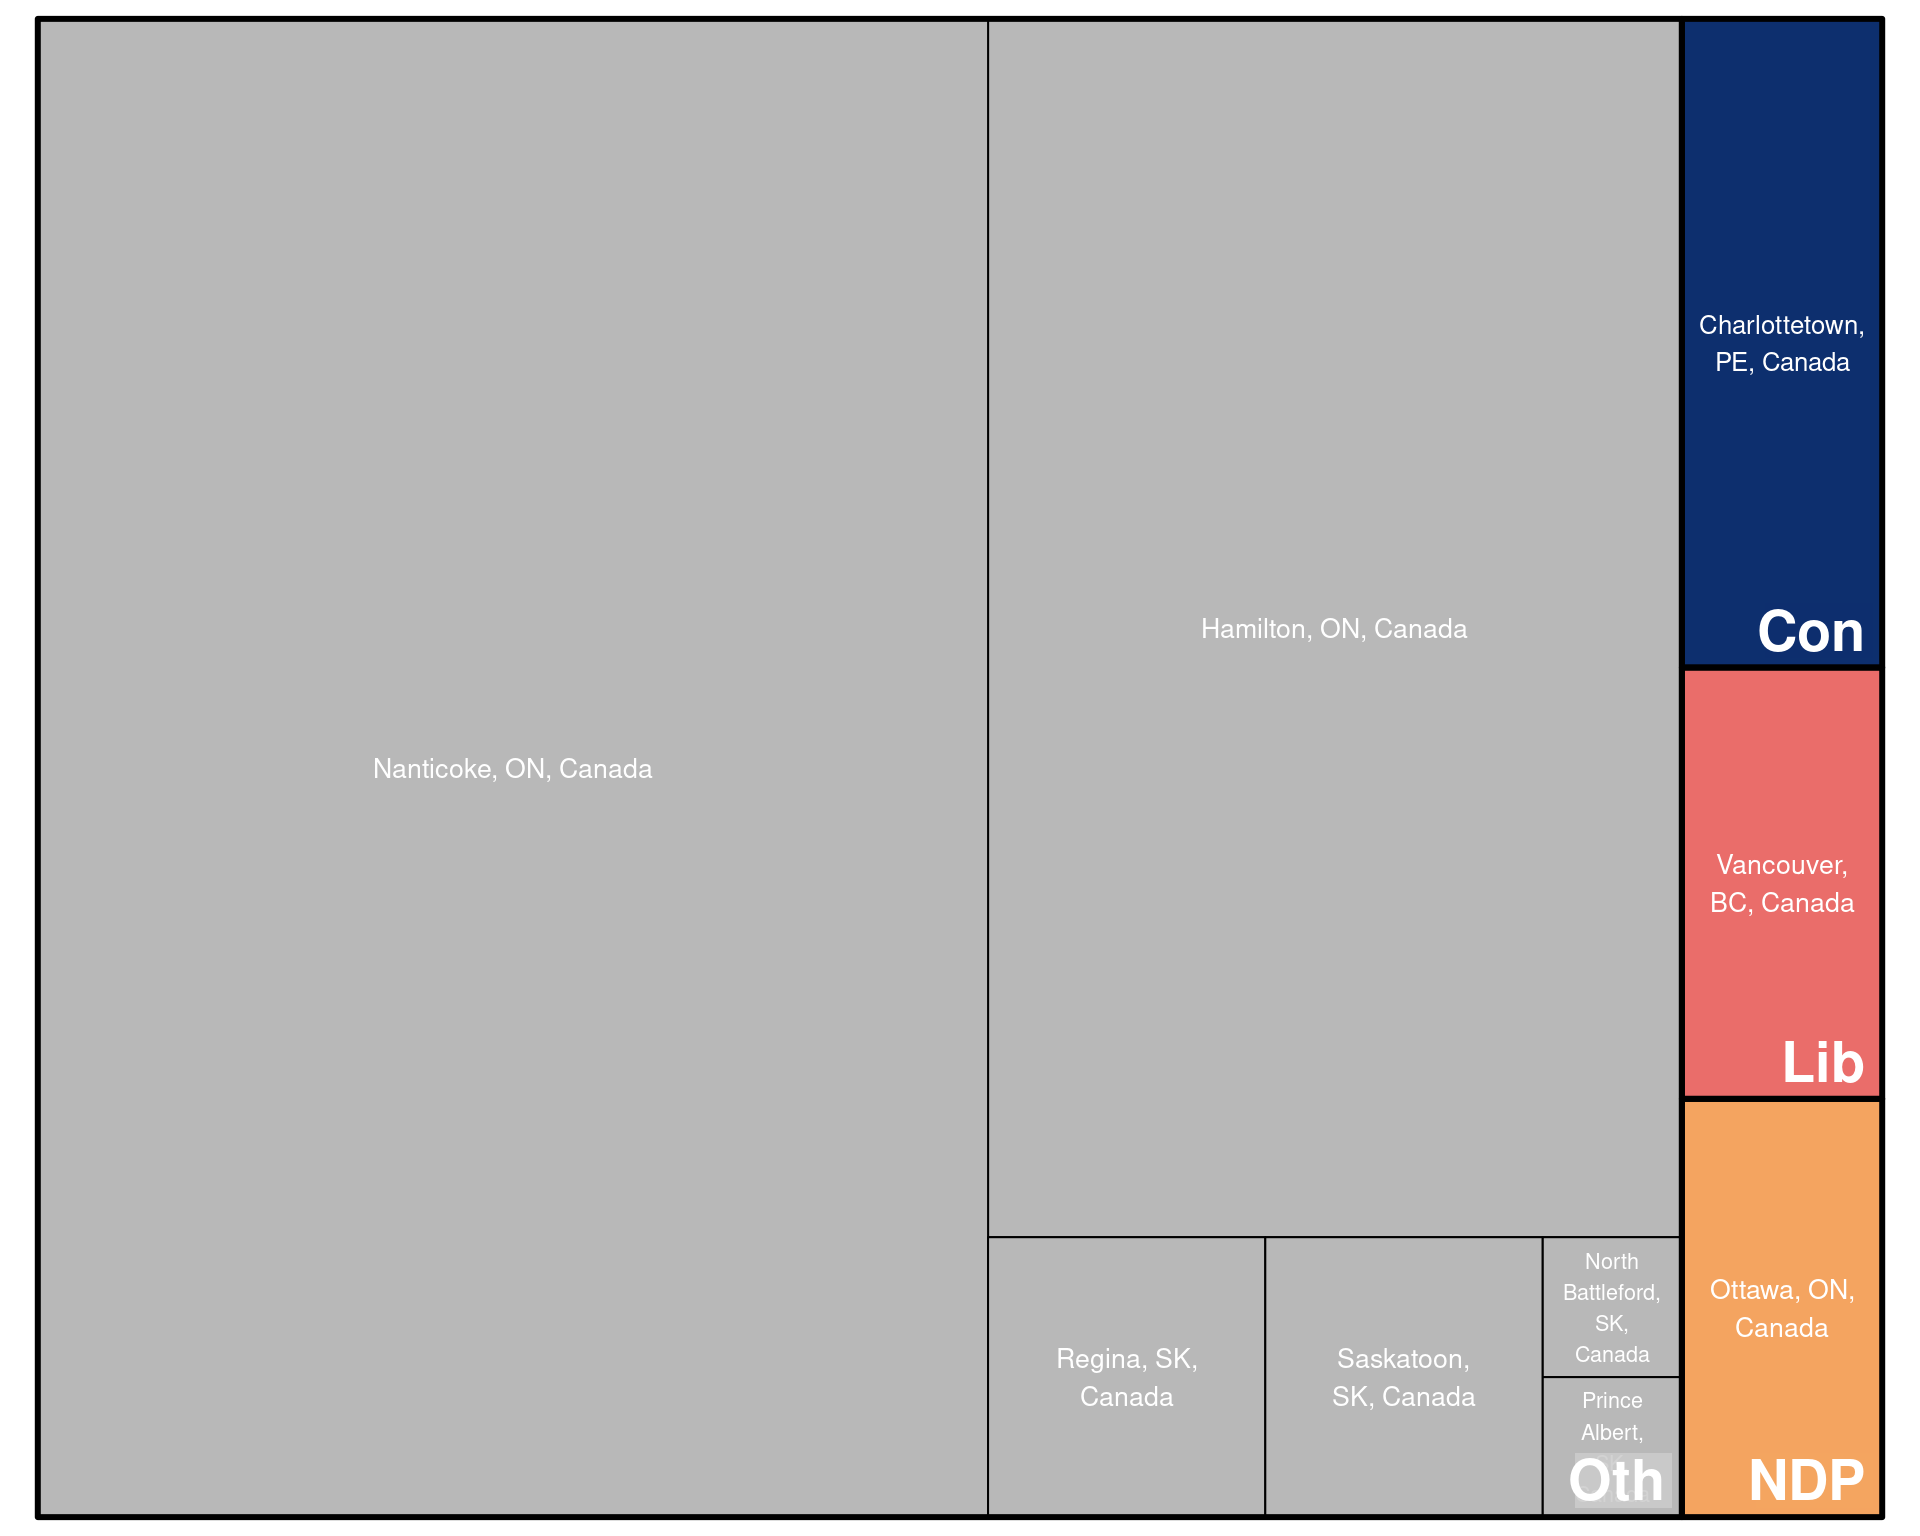 Nanticoke, ON, Canada
Hamilton, ON, Canada
Regina, SK,
Canada
Saskatoon,
SK, Canada
North
Battleford,
SK,
Canada
Prince
Albert,
Oth
Charlottetown,
PE, Canada
Con
Vancouver,
BC, Canada
Lib
Ottawa, ON,
Canada
NDP